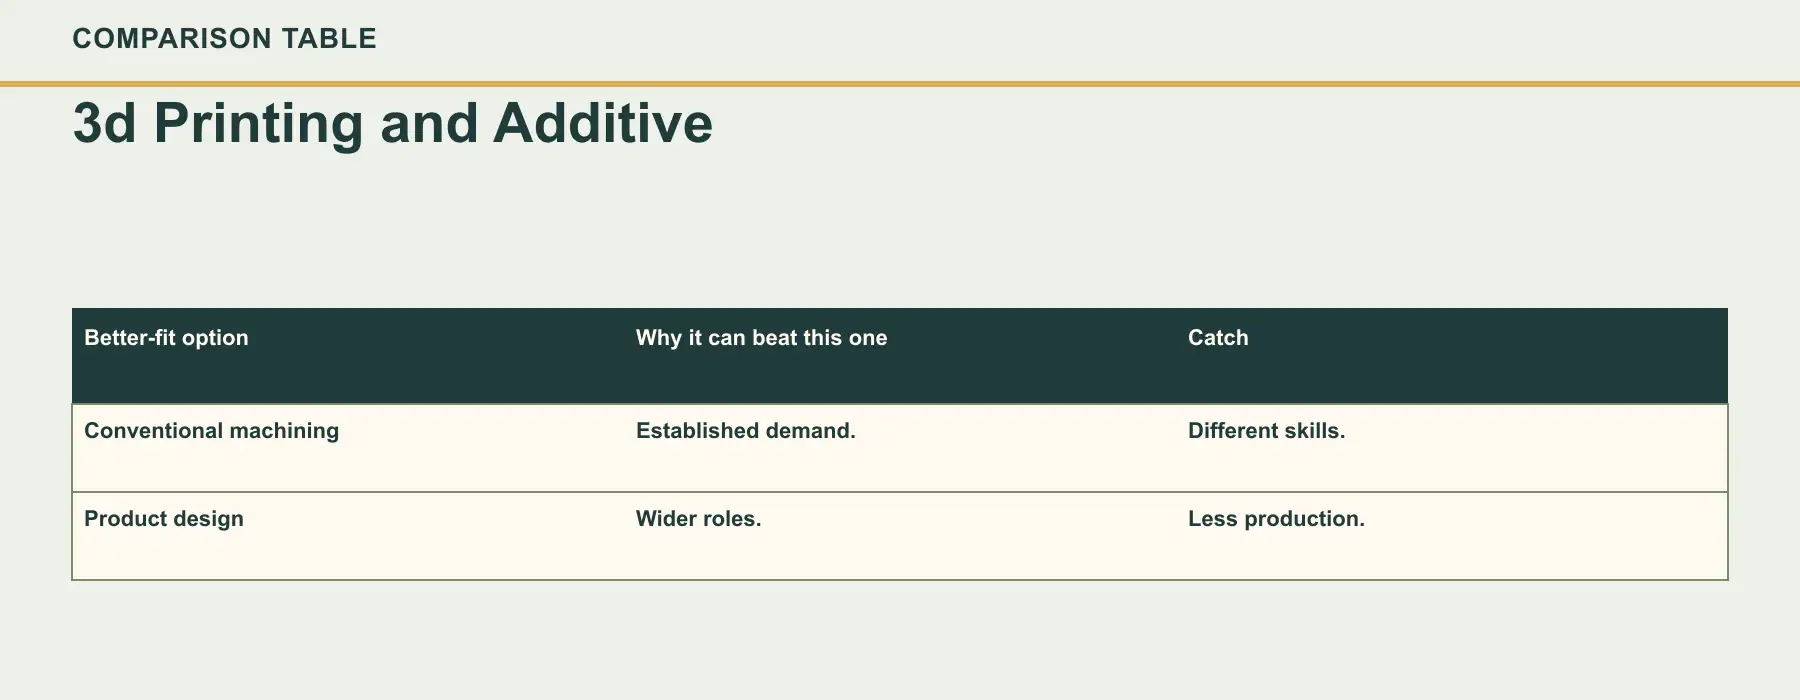 COMPARISON TABLE
3d Printing and Additive
Better-fit option Why it can beat this one Catch
Conventional machining Established demand. Different skills.
Product design Wider roles. Less production.